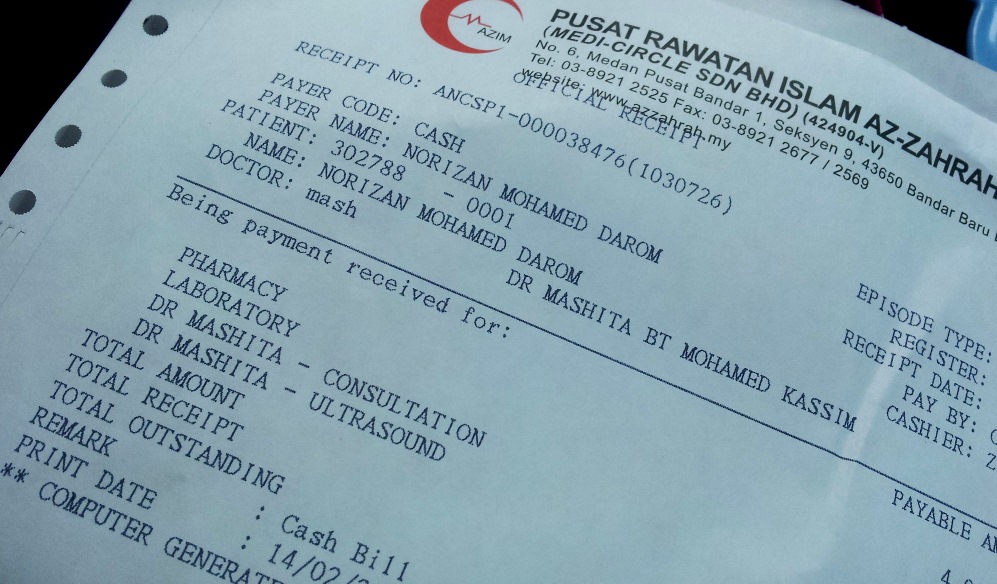 AZIM
PUSAT RAWATAN ISLAM AZ-ZAHRAH
(MEDI-CIRCLE SDN BHD) (424904-V)
No. 6, Medan Pusat Bandar 1, Seksyen 9, 43650 Bandar Baru
Tel: 03-8921 2525 Fax: 03-8921 2677 / 2569
website: www.azzahrah.my
OFFICIAL RECEIPT
RECEIPT NO: ANCSP1-000038476(1030726)
PAYER CODE: CASH
PAYER NAME: NORIZAN MOHAMED DAROM
PATIENT: 302788 - 0001
NAME: NORIZAN MOHAMED DAROM
DOCTOR: mash DR MASHITA BT MOHAMED KASSIM
EPISODE TYPE:
REGISTER:
RECEIPT DATE:
PAY BY:
CASHIER:
Being payment received for:
PAYABLE
PHARMACY
LABORATORY
DR MASHITA - CONSULTATION
DR MASHITA - ULTRASOUND
TOTAL AMOUNT
TOTAL RECEIPT
TOTAL OUTSTANDING
REMARK : Cash Bill
PRINT DATE : 14/02/
** COMPUTER